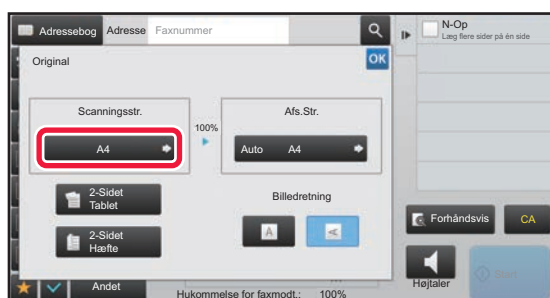 Adressebog Adresse Faxnummer
N-Op
Læg flere sider på én side
Original
OK
Scanningsstr.
Afs.Str.
100%
A4
Auto A4
2-Sidet
Tablet
Billedretning
2-Sidet
Hæfte
A
A
Forhåndsvis
CA
Andet
Hukommelse for faxmodt.: 100%
Højtaler
Start